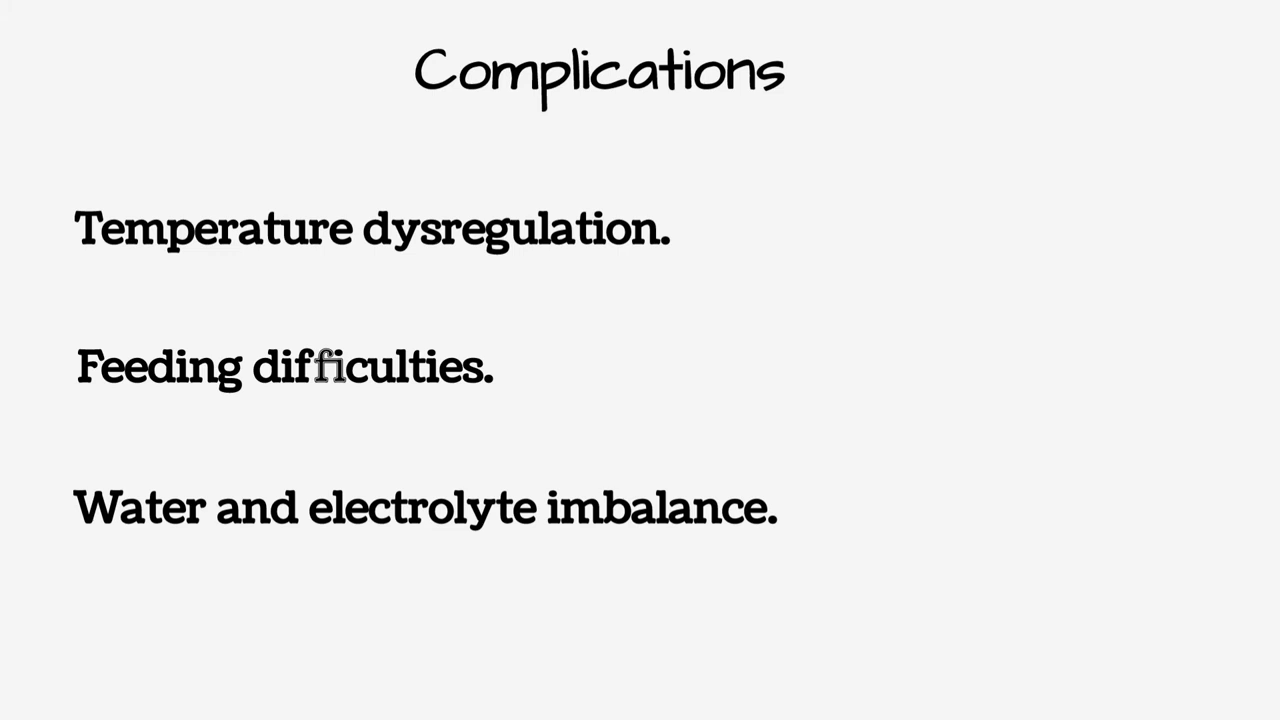 Complications
Temperature dysregulation.
Feeding difficulties.
Water and electrolyte imbalance.